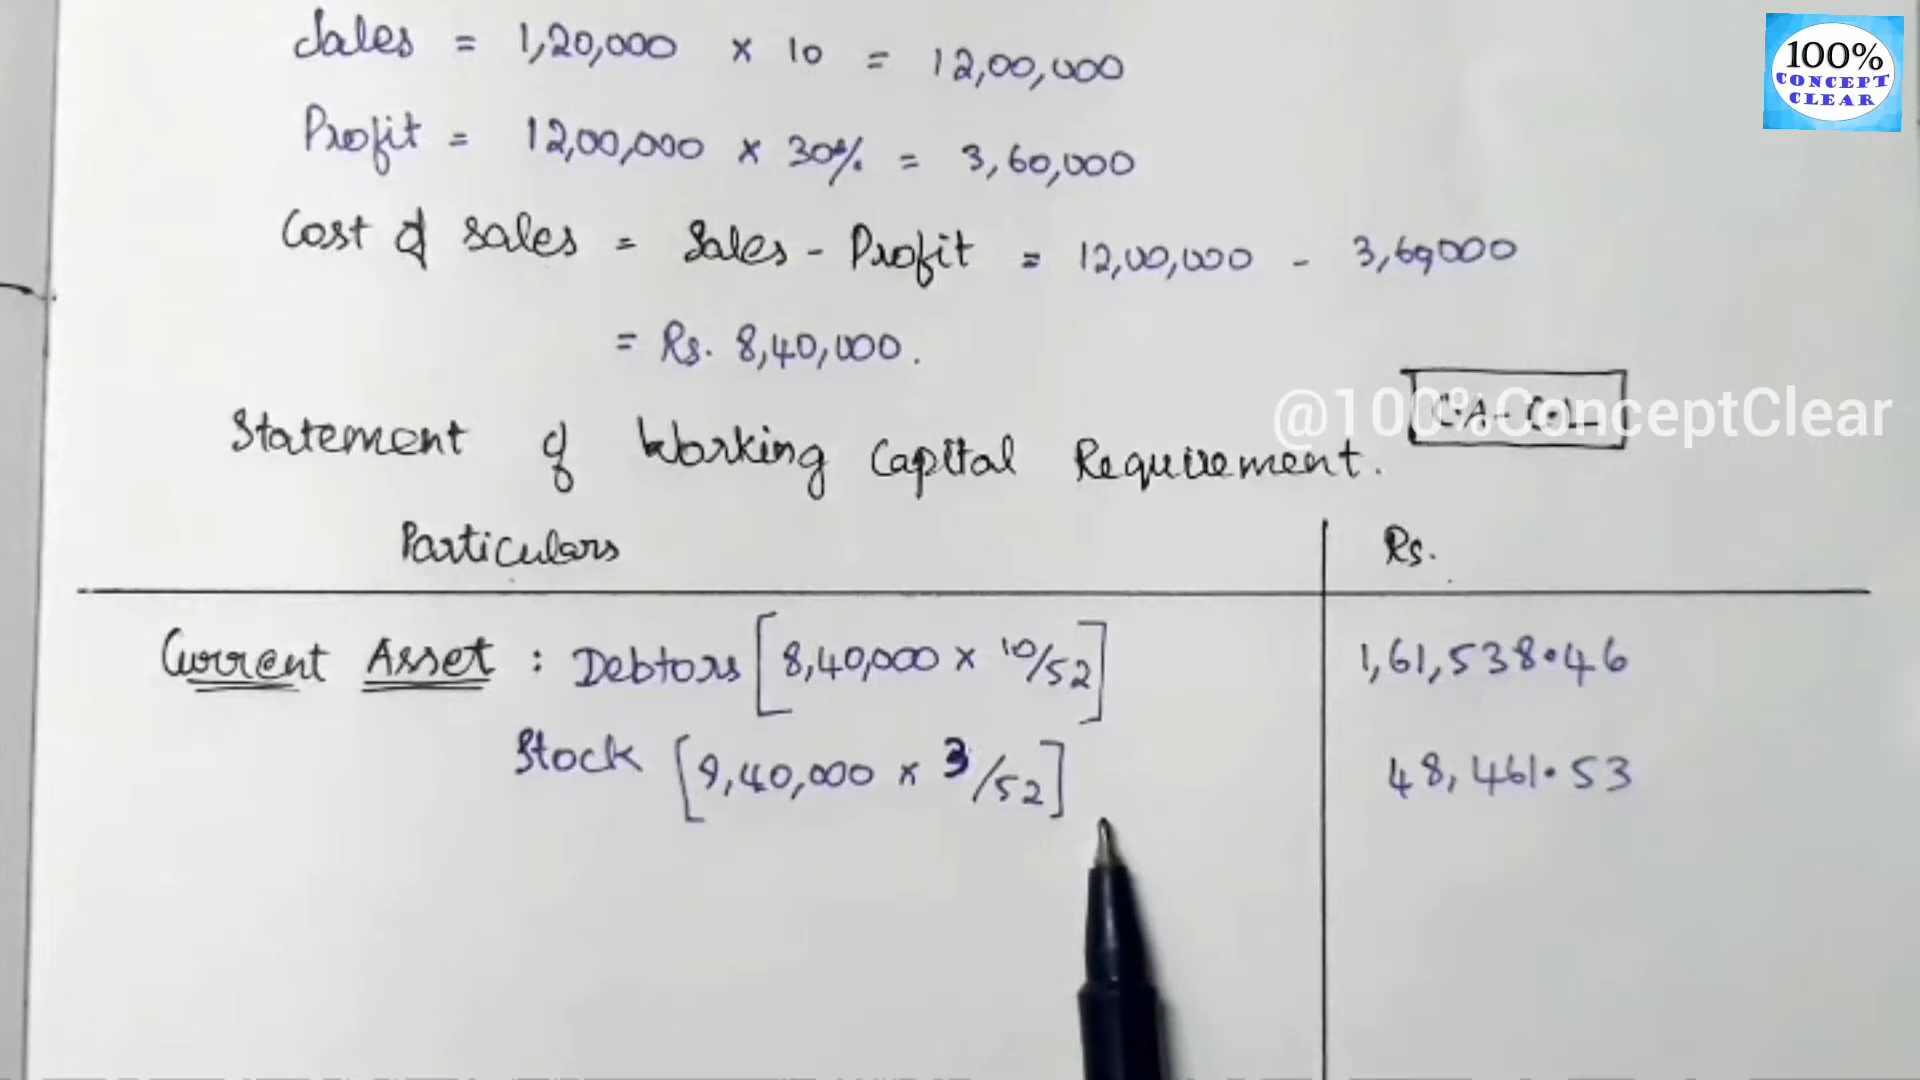 Sales = 1,20,000 × 10 = 12,00,000
100%
CONCEPT
CLEAR
Profit = 12,00,000 × 30% = 3,60,000
Cost of sales = Sales - Profit = 12,00,000 - 3,60,000
= Rs. 8,40,000.
C.A - C.L
@100%ConceptClear
Statement of Working Capital Requirement.
Particulars Rs.
Current Asset : Debtors [8,40,000 × 10/52] 1,61,538.46
Stock [8,40,000 × 3/52] 48,461.53